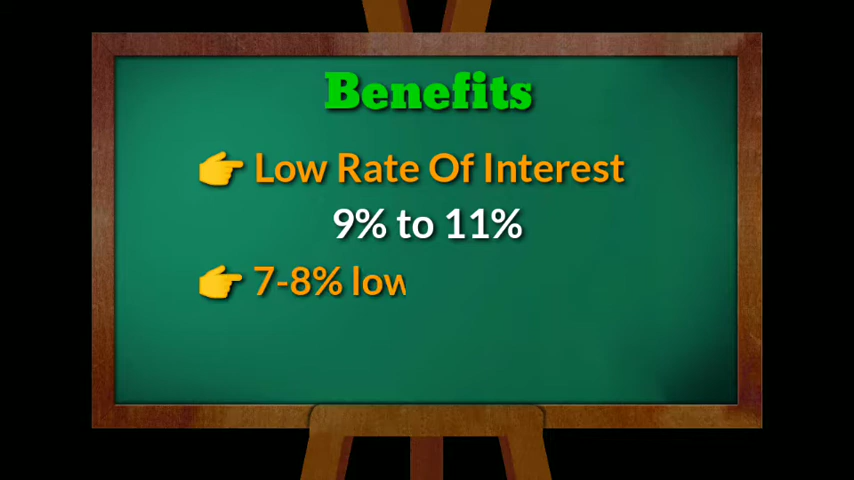 Benefits
👉 Low Rate Of Interest
9% to 11%
👉 7-8% low